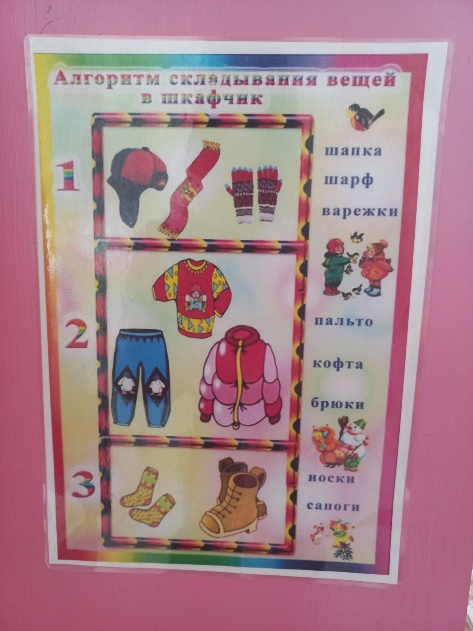 Алгоритм складывания вещей
в шкафчик
1
шапка
шарф
варежки
2
пальто
кофта
брюки
3
носки
сапоги